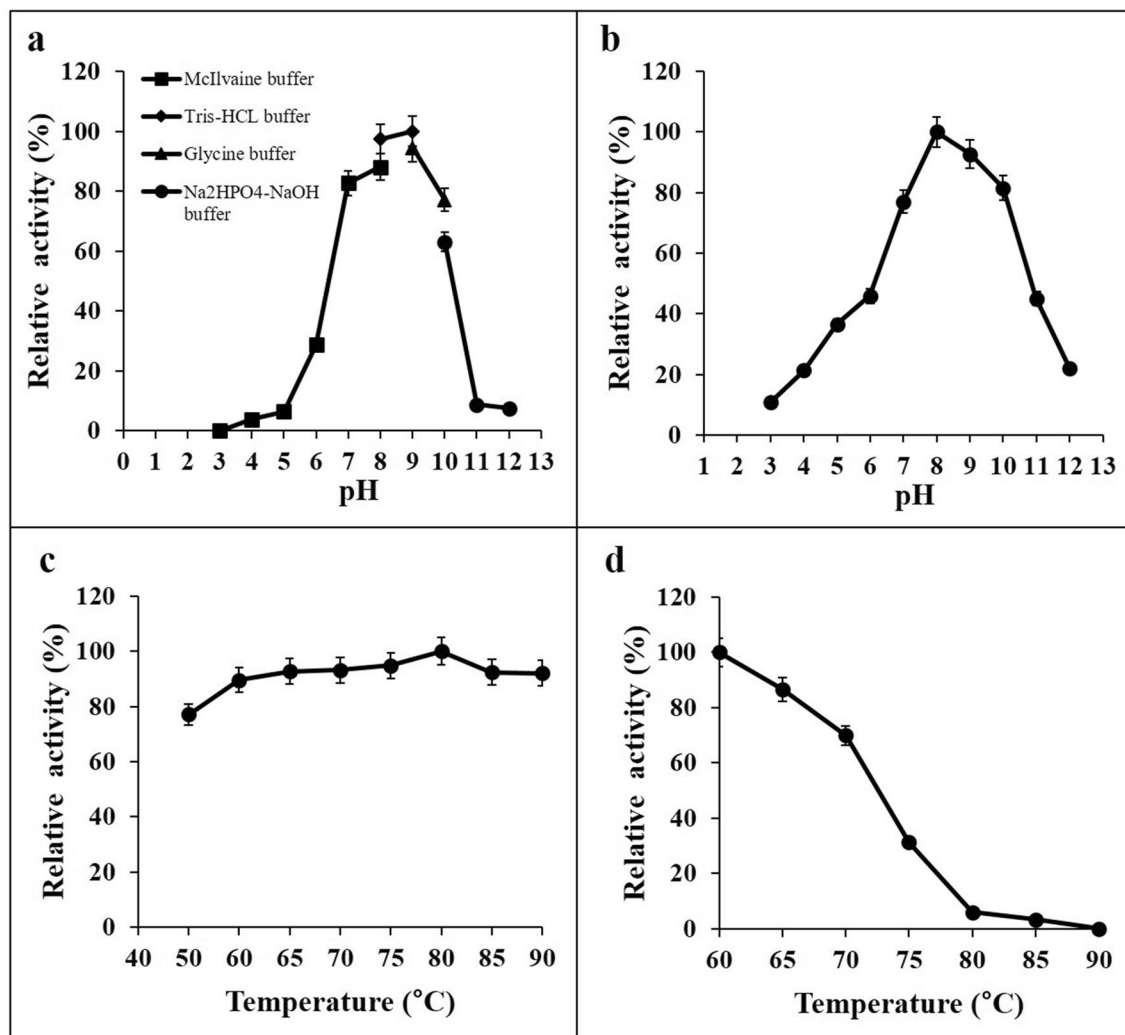 a
McIlvaine buffer
Tris-HCL buffer
Glycine buffer
Na2HPO4-NaOH
buffer
Relative activity (%)
120
100
80
60
40
20
0
0 1 2 3 4 5 6 7 8 9 10 11 12 13
pH
b
Relative activity (%)
120
100
80
60
40
20
0
1 2 3 4 5 6 7 8 9 10 11 12 13
pH
c
Relative activity (%)
120
100
80
60
40
20
0
40 50 60 65 70 75 80 85 90
Temperature (°C)
d
Relative activity (%)
120
100
80
60
40
20
0
60 65 70 75 80 85 90
Temperature (°C)